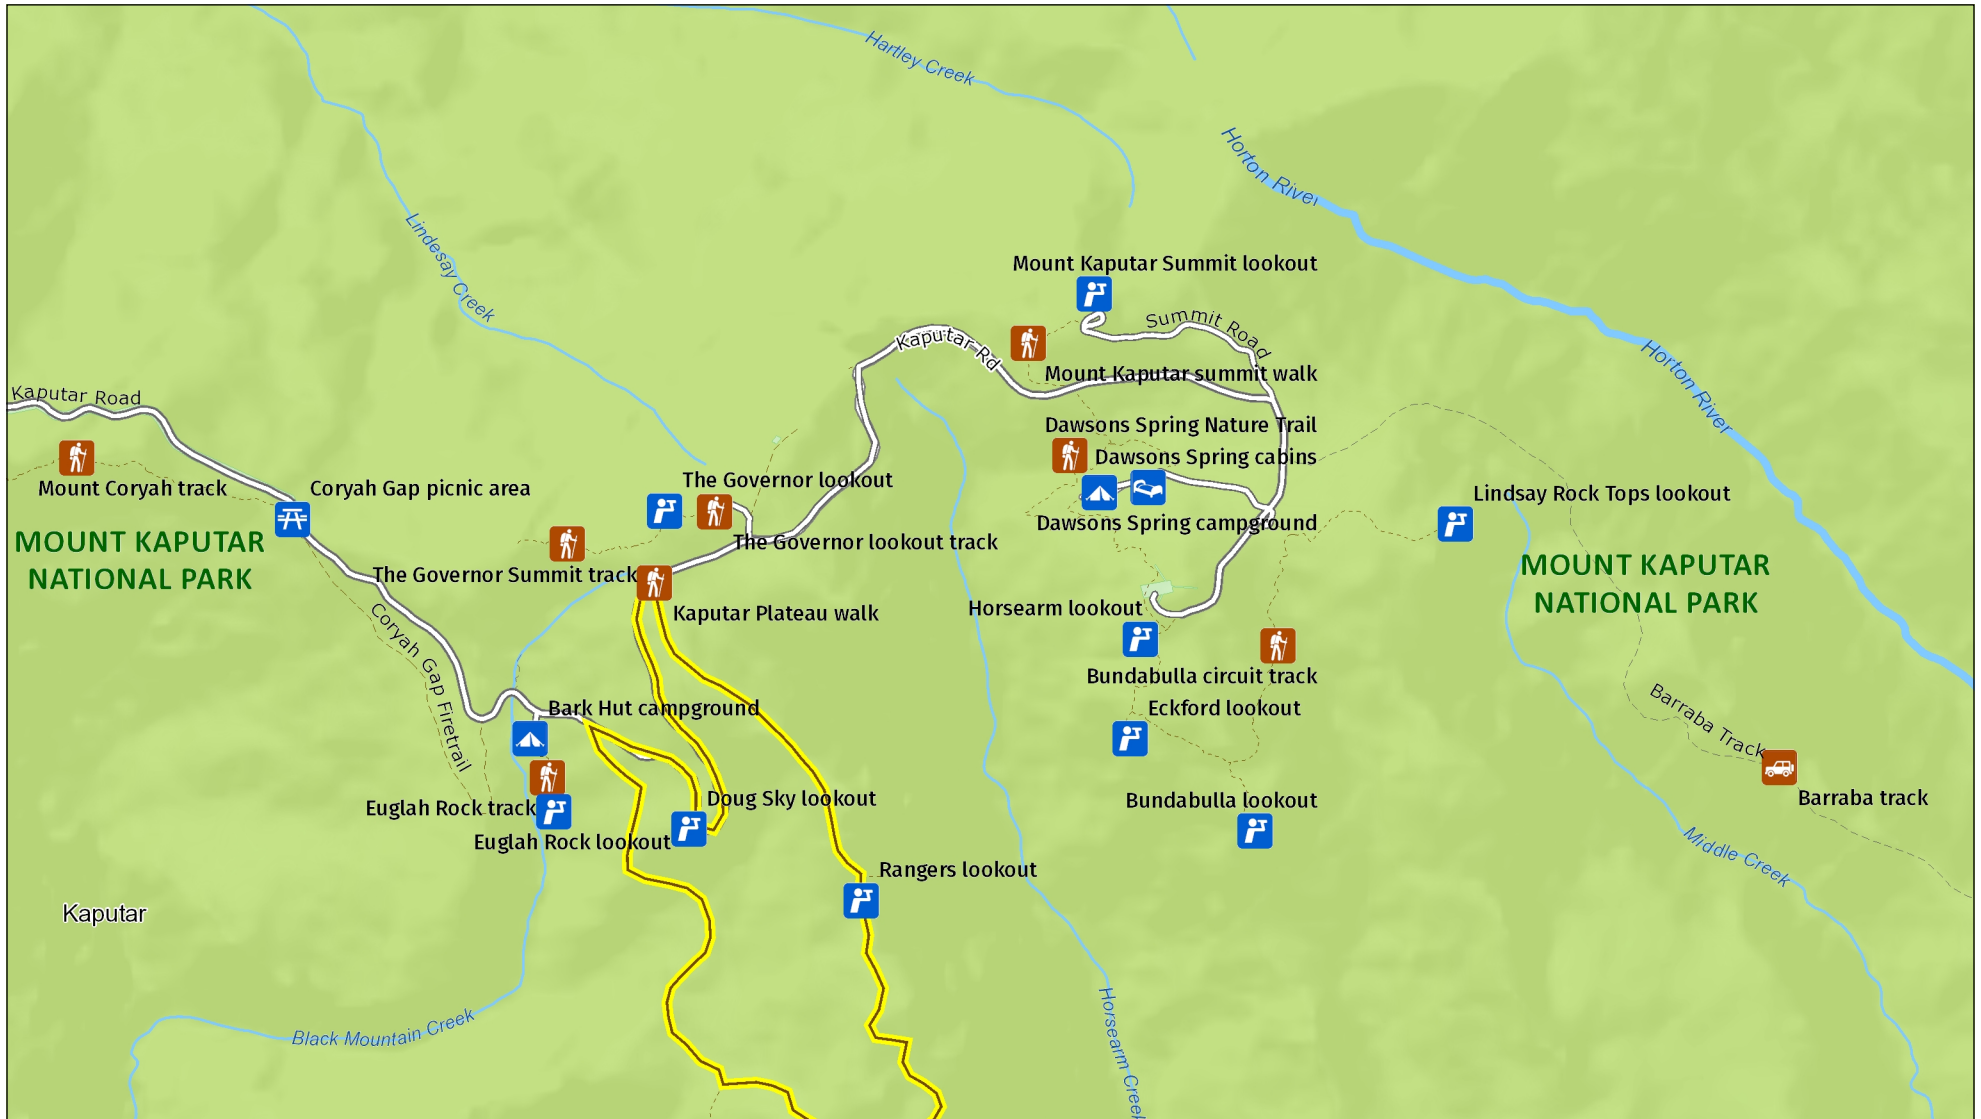 Hartley Creek
Horton River
Lindesay Creek
Mount Kaputar Summit lookout
Summit Road
Kaputar Rd
Horton River
Mount Kaputar summit walk
Kaputar Road
Dawsons Spring Nature Trail
Dawsons Spring cabins
Mount Coryah track
Coryah Gap picnic area
The Governor lookout
Lindsay Rock Tops lookout
Dawsons Spring campground
MOUNT KAPUTAR
NATIONAL PARK
The Governor lookout track
MOUNT KAPUTAR
NATIONAL PARK
The Governor Summit track
Kaputar Plateau walk
Horsearm lookout
Coryah Gap Firetrail
Bundabulla circuit track
Bark Hut campground
Eckford lookout
Barraba Track
Doug Sky lookout
Barraba track
Euglah Rock track
Bundabulla lookout
Euglah Rock lookout
Middle Creek
Rangers lookout
Kaputar
Black Mountain Creek
Horsearm Creek